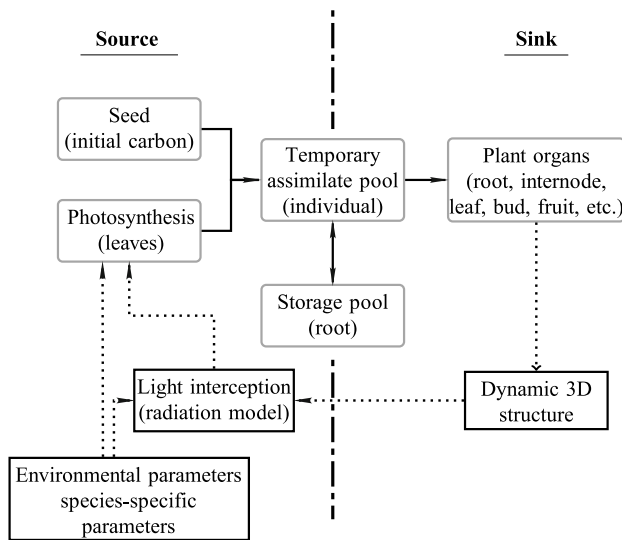 Source
Sink
Seed
(initial carbon)
Temporary
assimilate pool
(individual)
Plant organs
(root, internode,
leaf, bud, fruit, etc.)
Photosynthesis
(leaves)
Storage pool
(root)
Light interception
(radiation model)
Dynamic 3D
structure
Environmental parameters
species-specific
parameters